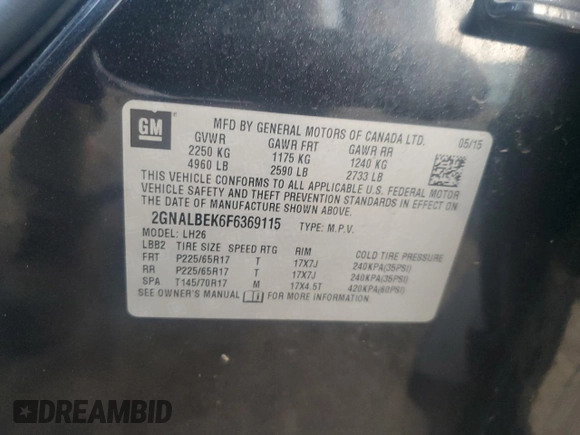 GM
MFD BY GENERAL MOTORS OF CANADA LTD.
05/15
GVWR GAWR FRT GAWR RR
2250 KG 1175 KG 1240 KG
4960 LB 2590 LB 2733 LB
THIS VEHICLE CONFORMS TO ALL APPLICABLE U.S. FEDERAL MOTOR
VEHICLE SAFETY AND THEFT PREVENTION STANDARDS IN EFFECT ON
THE DATE OF MANUFACTURE SHOWN ABOVE.
2GNALBEK6F6369115 TYPE: M.P.V.
MODEL: LH26
LBB2 TIRE SIZE SPEED RTG RIM COLD TIRE PRESSURE
FRT P225/65R17 T 17X7J 240KPA(35PSI)
RR P225/65R17 T 17X7J 240KPA(35PSI)
SPA T145/70R17 M 17X4.5T 420KPA(60PSI)
SEE OWNER'S MANUAL FOR MORE INFORMATION.
DREAMBID